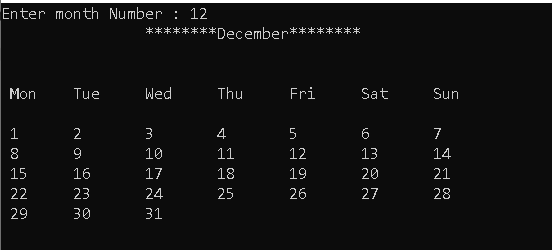 Enter month Number : 12
********December********
Mon Tue Wed Thu Fri Sat Sun
1 2 3 4 5 6 7
8 9 10 11 12 13 14
15 16 17 18 19 20 21
22 23 24 25 26 27 28
29 30 31